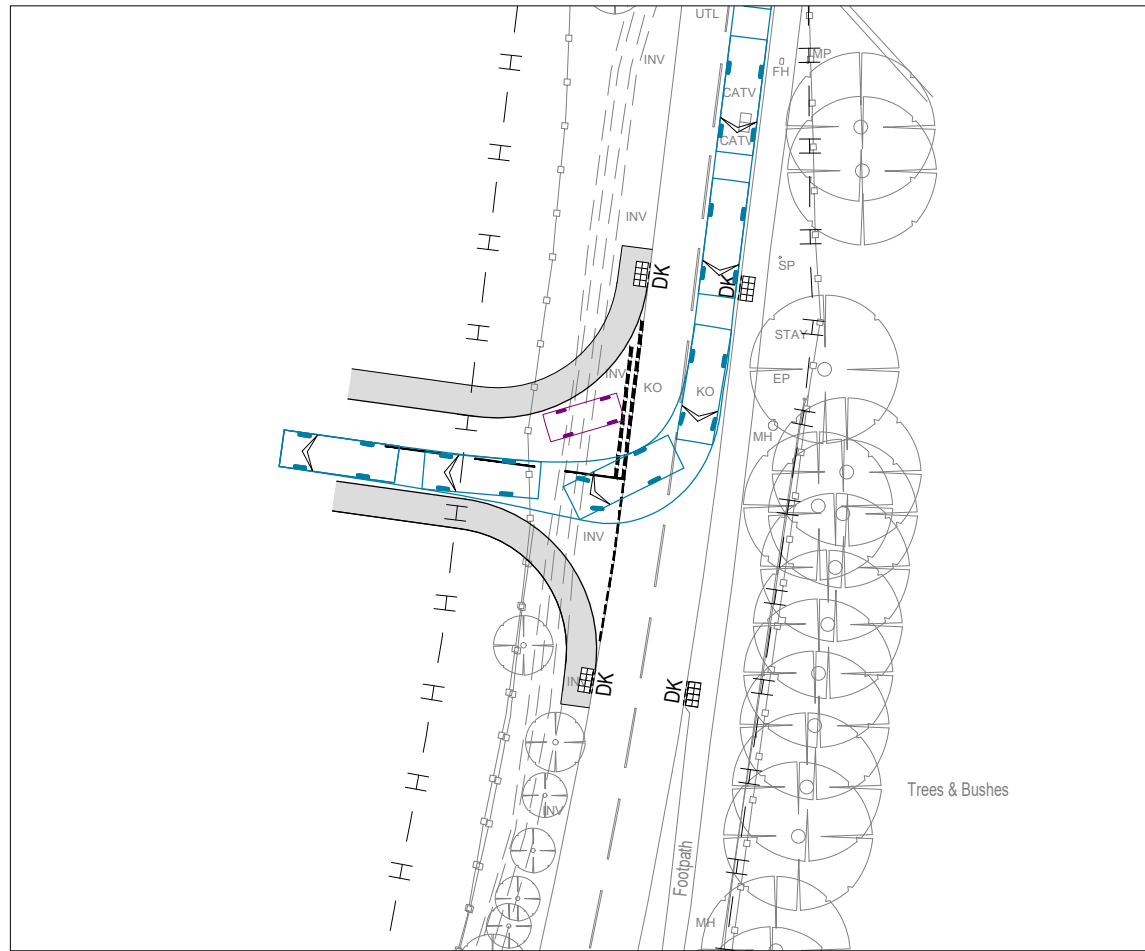 UTL
MP
INV
FH
CATV
CATV
INV
SP
DK
DK
STAY
INV
EP
KO
KO
MH
INV
INV
DK
DK
Trees & Bushes
INV
Footpath
MH